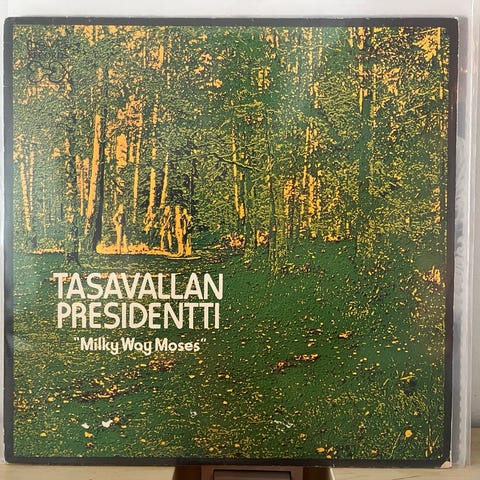 TASAVALLAN
PRESIDENTTI
"Milky Way Moses"